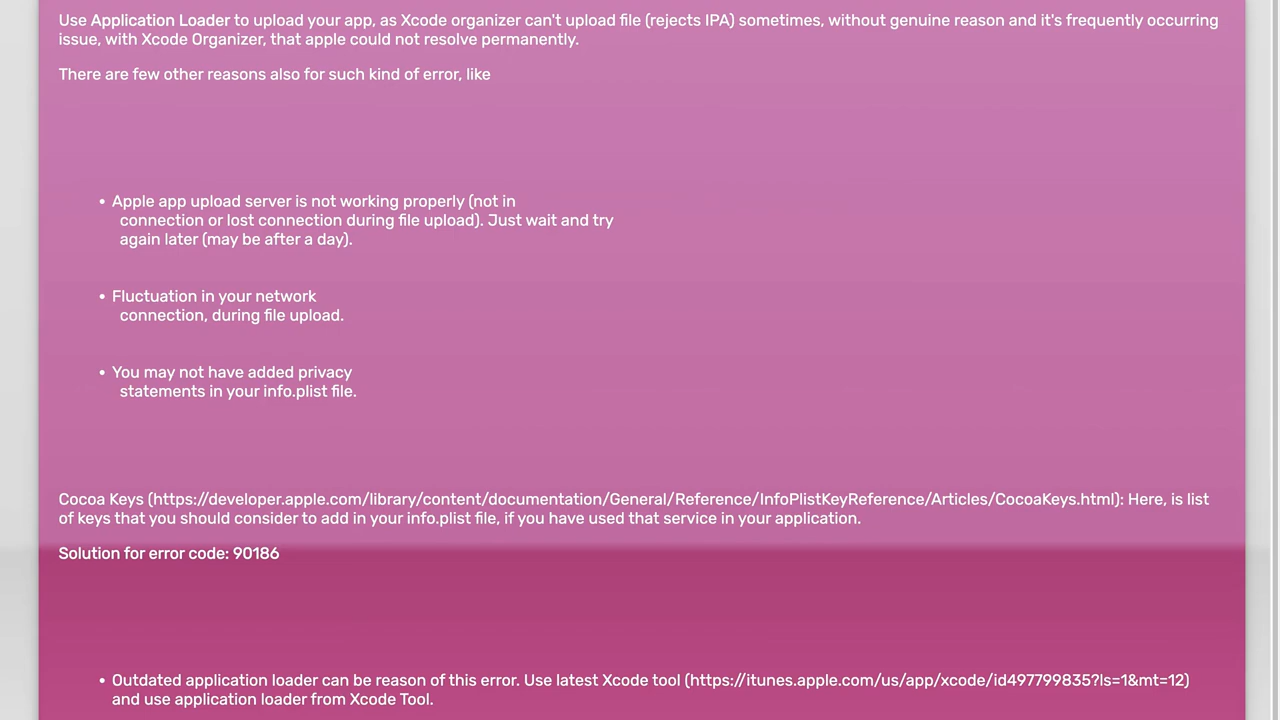 Use Application Loader to upload your app, as Xcode organizer can't upload file (rejects IPA) sometimes, without genuine reason and it's frequently occurring
issue, with Xcode Organizer, that apple could not resolve permanently.
There are few other reasons also for such kind of error, like
• Apple app upload server is not working properly (not in
connection or lost connection during file upload). Just wait and try
again later (may be after a day).
• Fluctuation in your network
connection, during file upload.
• You may not have added privacy
statements in your info.plist file.
Cocoa Keys (https://developer.apple.com/library/content/documentation/General/Reference/InfoPlistKeyReference/Articles/CocoaKeys.html): Here, is list
of keys that you should consider to add in your info.plist file, if you have used that service in your application.
Solution for error code: 90186
• Outdated application loader can be reason of this error. Use latest Xcode tool (https://itunes.apple.com/us/app/xcode/id497799835?ls=1&mt=12)
and use application loader from Xcode Tool.